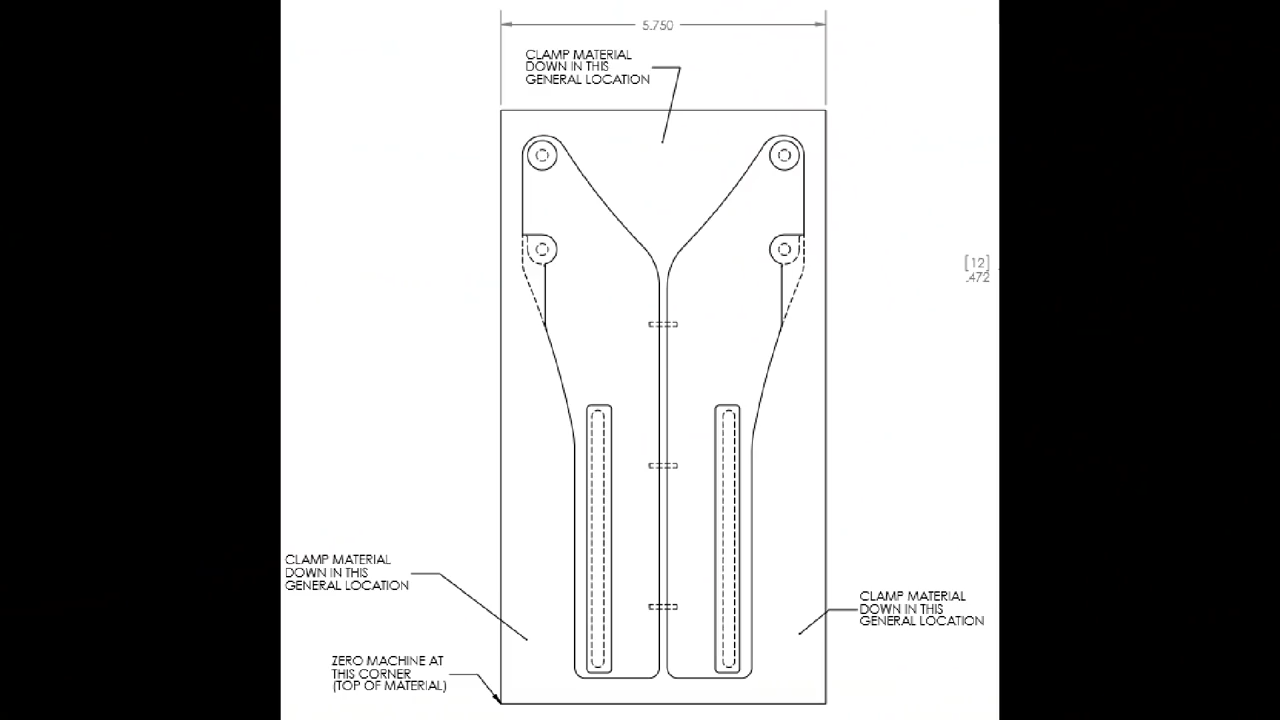 5.750
CLAMP MATERIAL
DOWN IN THIS
GENERAL LOCATION
[12]
.472
CLAMP MATERIAL
DOWN IN THIS
GENERAL LOCATION
CLAMP MATERIAL
DOWN IN THIS
GENERAL LOCATION
ZERO MACHINE AT
THIS CORNER
(TOP OF MATERIAL)